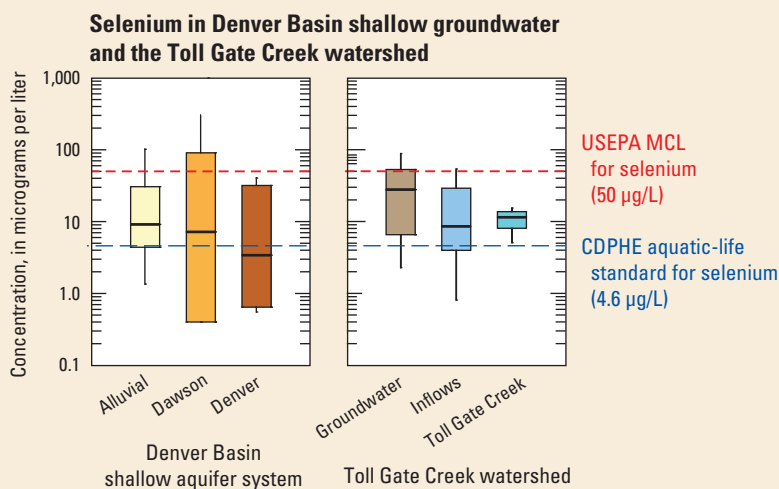 Selenium in Denver Basin shallow groundwater
and the Toll Gate Creek watershed
Concentration, in micrograms per liter
1,000
100
10
1.0
0.1
Alluvial
Dawson
Denver
Denver Basin
shallow aquifer system
Groundwater
Inflows
Toll Gate Creek
Toll Gate Creek watershed
USEPA MCL
for selenium
(50 µg/L)
CDPHE aquatic-life
standard for selenium
(4.6 µg/L)